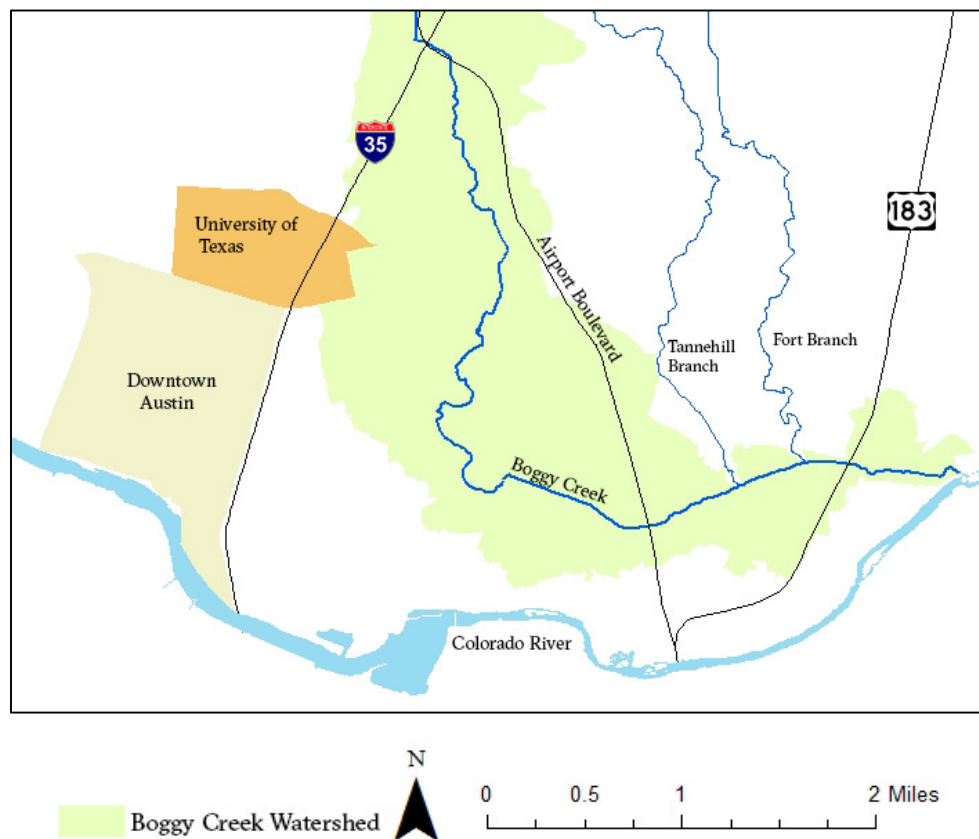 INTERSTATE
35
183
University of
Texas
Airport Boulevard
Tannehill
Branch
Fort Branch
Downtown
Austin
Boggy Creek
Colorado River
N
0 0.5 1 2 Miles
Boggy Creek Watershed